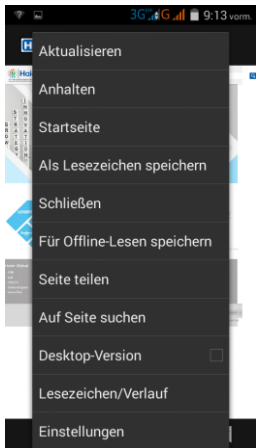 3G G 9:13 vorm.
Aktualisieren
Anhalten
Startseite
Als Lesezeichen speichern
Schließen
Für Offline-Lesen speichern
Seite teilen
Auf Seite suchen
Desktop-Version
Lesezeichen/Verlauf
Einstellungen